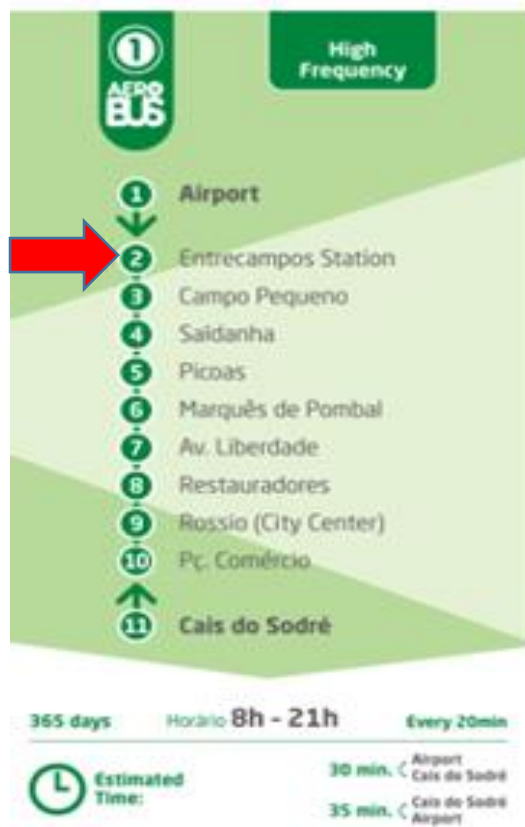 1
AERO
BUS
High
Frequency
1 Airport
2 Entrecampos Station
3 Campo Pequeno
4 Saldanha
5 Picoas
6 Marquês de Pombal
7 Av. Liberdade
8 Restauradores
9 Rossio (City Center)
10 Pç. Comércio
11 Cais do Sodré
365 days Horário 8h - 21h Every 20min
Estimated
Time:
30 min. Airport
Cais do Sodré
35 min. Cais do Sodré
Airport